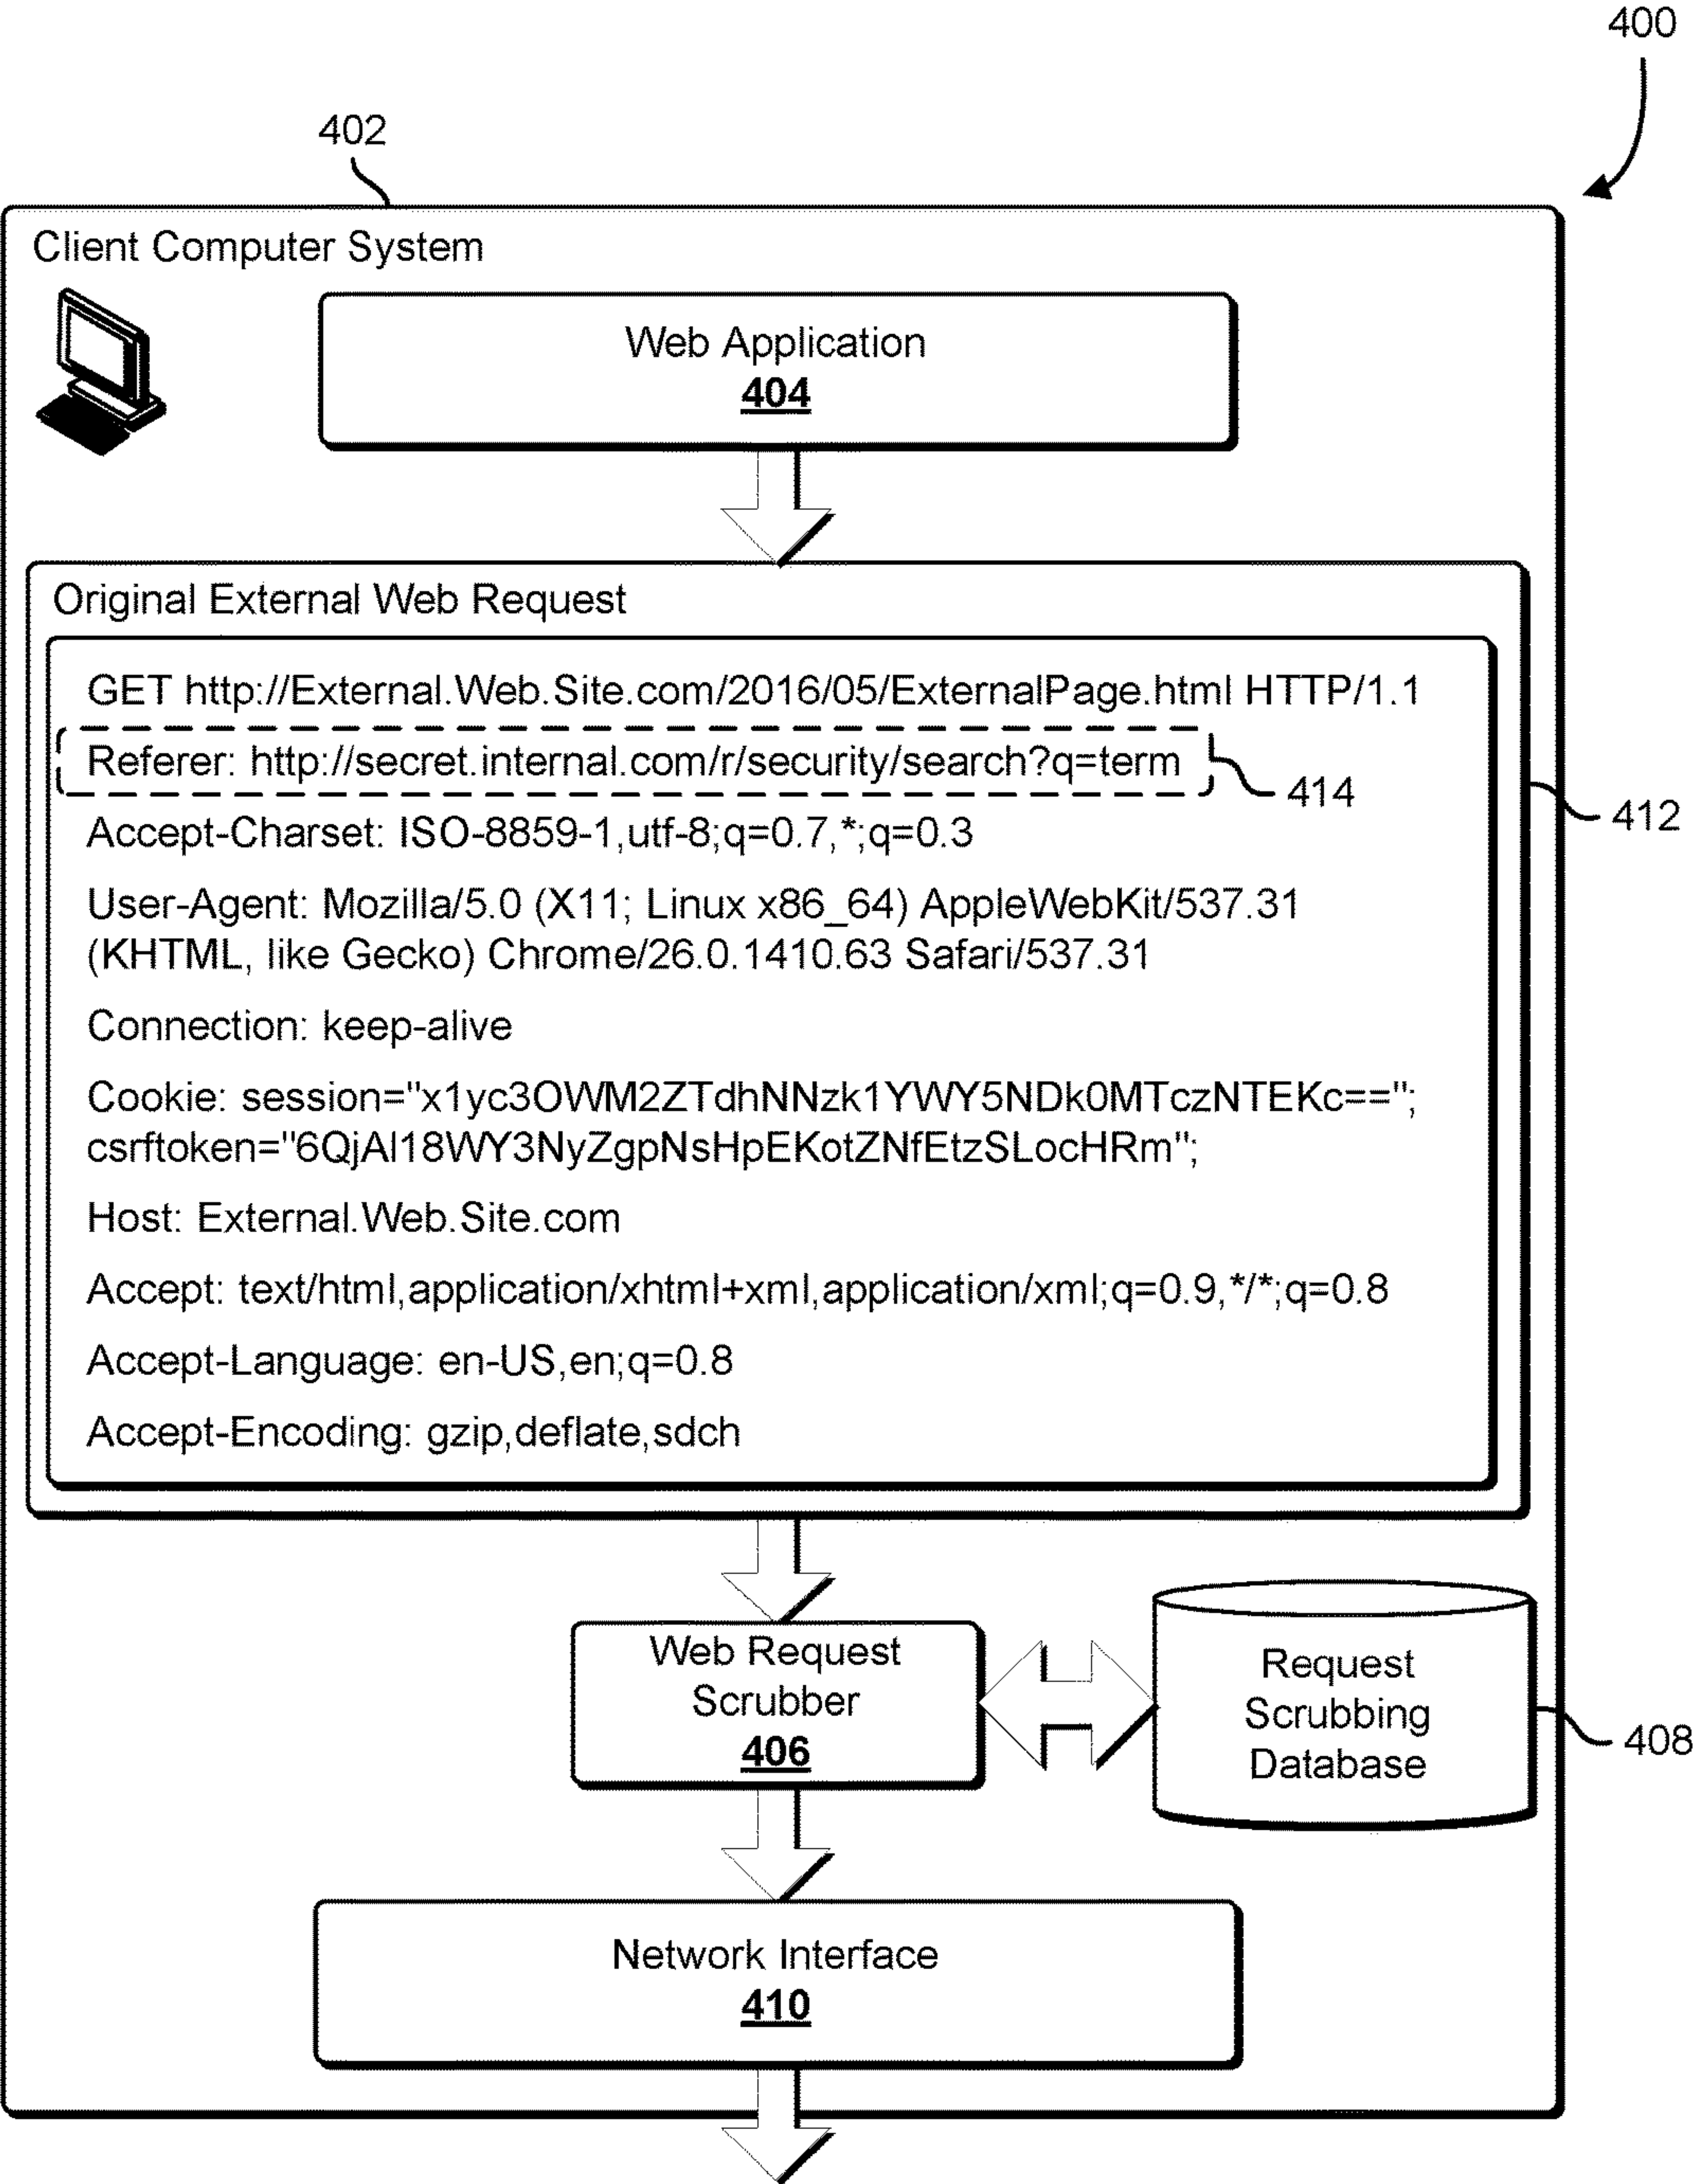 400
402
Client Computer System
Web Application
404
Original External Web Request
GET http://External.Web.Site.com/2016/05/ExternalPage.html HTTP/1.1
Referer: http://secret.internal.com/r/security/search?q=term
414
412
Accept-Charset: ISO-8859-1,utf-8;q=0.7,*;q=0.3
User-Agent: Mozilla/5.0 (X11; Linux x86_64) AppleWebKit/537.31
(KHTML, like Gecko) Chrome/26.0.1410.63 Safari/537.31
Connection: keep-alive
Cookie: session="x1yc3OWM2ZTdhNNzk1YWY5NDk0MTczNTEKc==";
csrftoken="6QjAl18WY3NyZgpNsHpEKotZNfEtzSLocHRm";
Host: External.Web.Site.com
Accept: text/html,application/xhtml+xml,application/xml;q=0.9,*/*;q=0.8
Accept-Language: en-US,en;q=0.8
Accept-Encoding: gzip,deflate,sdch
Web Request
Scrubber
406
Request
Scrubbing
Database
408
Network Interface
410